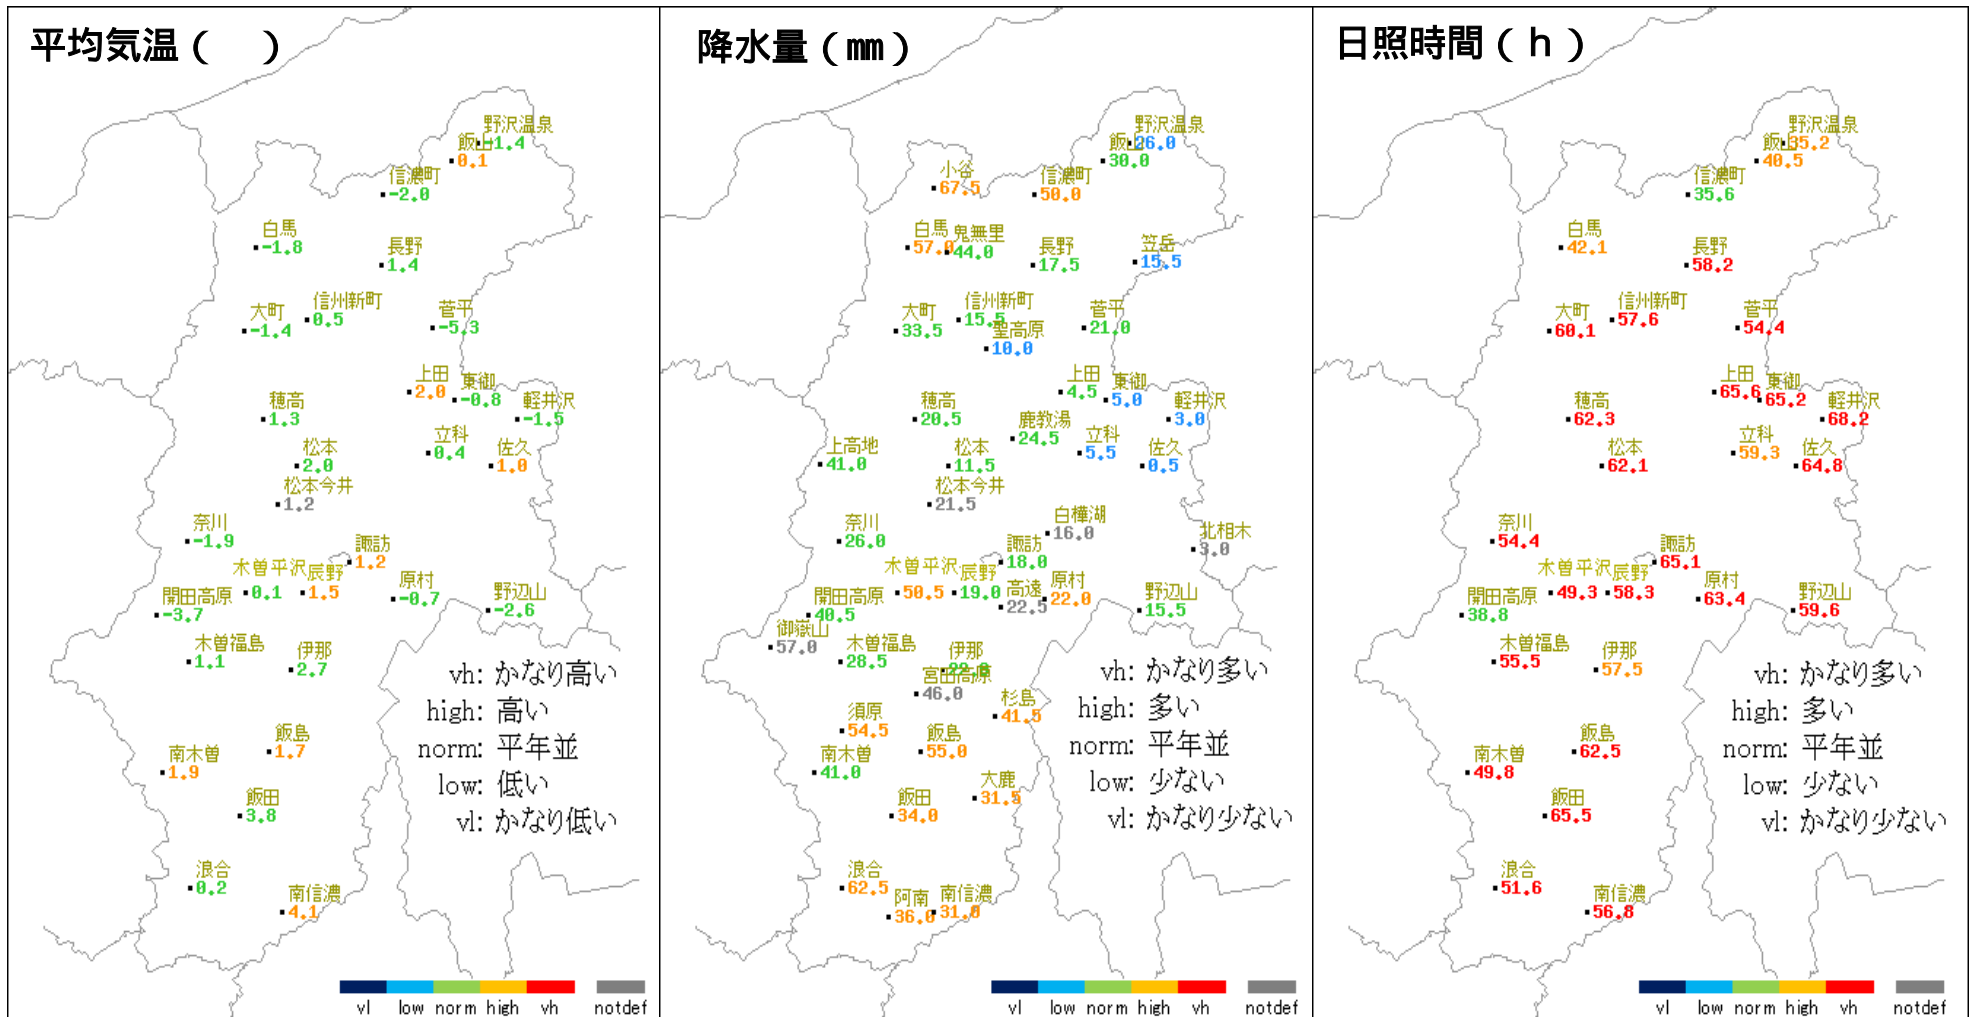 平均気温（　）
野沢温泉
-1.4
飯山
0.1
信濃町
-2.0
白馬
-1.8
長野
1.4
大町
-1.4
信州新町
0.5
菅平
-5.3
上田
2.0
東御
-0.8
軽井沢
-1.5
穂高
1.3
松本
2.0
立科
0.4
佐久
1.0
松本今井
1.2
奈川
-1.9
諏訪
1.2
木曽平沢
0.1
辰野
1.5
原村
-0.7
野辺山
-2.6
開田高原
-3.7
木曽福島
1.1
伊那
2.7
飯島
1.7
南木曽
1.9
飯田
3.8
浪合
0.2
南信濃
4.1
vh: かなり高い
high: 高い
norm: 平年並
low: 低い
vl: かなり低い
vl low norm high vh notdef
降水量（㎜）
野沢温泉
26.0
飯山
30.0
小谷
67.5
信濃町
50.0
白馬
57.0
鬼無里
44.0
長野
17.5
笠岳
15.5
大町
33.5
信州新町
15.5
聖高原
10.0
菅平
21.0
上田
4.5
東御
5.0
軽井沢
3.0
穂高
20.5
鹿教湯
24.5
上高地
41.0
松本
11.5
立科
5.5
佐久
0.5
松本今井
21.5
奈川
26.0
白樺湖
16.0
北相木
3.0
諏訪
18.0
木曽平沢
50.5
辰野
19.0
高遠
22.5
原村
22.0
野辺山
15.5
開田高原
40.5
御嶽山
57.0
木曽福島
28.5
伊那
宮田高原
46.0
杉島
41.5
須原
54.5
飯島
55.0
南木曽
41.0
大鹿
31.5
飯田
34.0
浪合
62.5
阿南
36.0
南信濃
31.0
vh: かなり多い
high: 多い
norm: 平年並
low: 少ない
vl: かなり少ない
vl low norm high vh notdef
日照時間（ｈ）
野沢温泉
35.2
飯山
40.5
信濃町
35.6
白馬
42.1
長野
58.2
大町
60.1
信州新町
57.6
菅平
54.4
上田
65.6
東御
65.2
軽井沢
68.2
穂高
62.3
松本
62.1
立科
59.3
佐久
64.8
奈川
54.4
諏訪
65.1
木曽平沢
49.3
辰野
58.3
原村
63.4
野辺山
59.6
開田高原
38.8
木曽福島
55.5
伊那
57.5
飯島
62.5
南木曽
49.8
飯田
65.5
浪合
51.6
南信濃
56.8
vh: かなり多い
high: 多い
norm: 平年並
low: 少ない
vl: かなり少ない
vl low norm high vh notdef